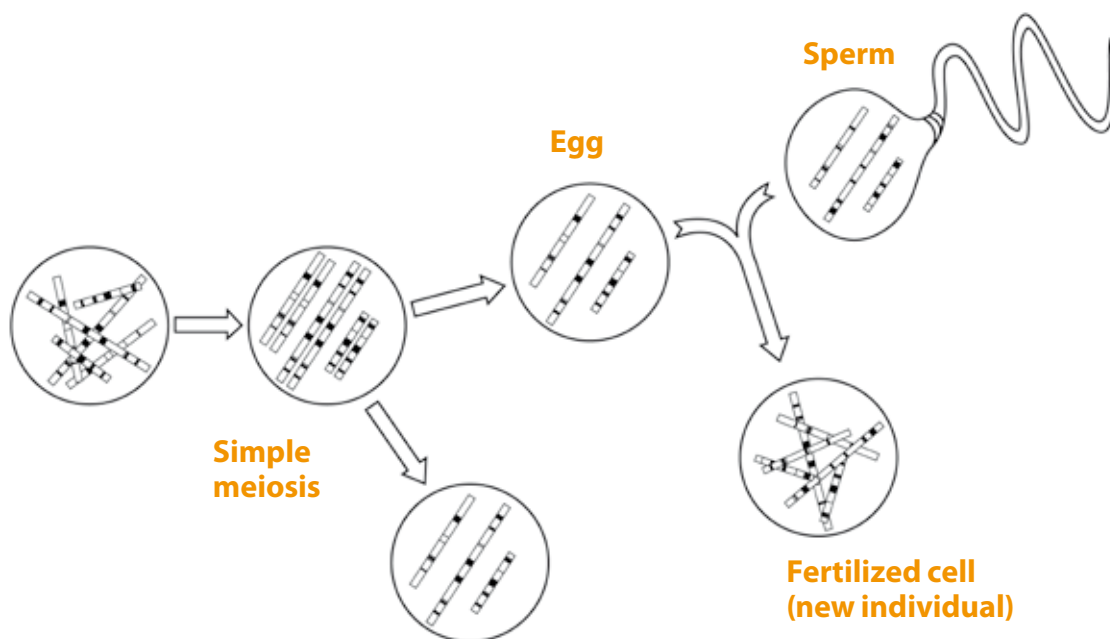 Sperm
Egg
Simple
meiosis
Fertilized cell
(new individual)